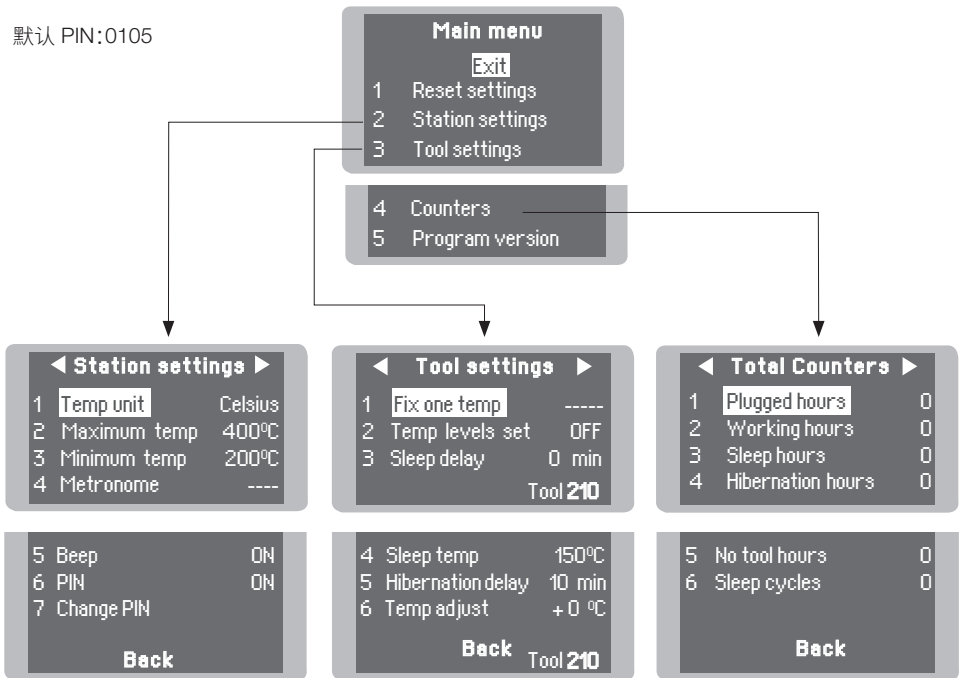 默认 PIN:0105
Main menu
Exit
1 Reset settings
2 Station settings
3 Tool settings
4 Counters
5 Program version
◀ Station settings ▶
1 Temp unit Celsius
2 Maximum temp 400ºC
3 Minimum temp 200ºC
4 Metronome ----
5 Beep ON
6 PIN ON
7 Change PIN
Back
◀ Tool settings ▶
1 Fix one temp -----
2 Temp levels set OFF
3 Sleep delay 0 min
Tool 210
4 Sleep temp 150ºC
5 Hibernation delay 10 min
6 Temp adjust +0 ºC
Back Tool 210
◀ Total Counters ▶
1 Plugged hours 0
2 Working hours 0
3 Sleep hours 0
4 Hibernation hours 0
5 No tool hours 0
6 Sleep cycles 0
Back